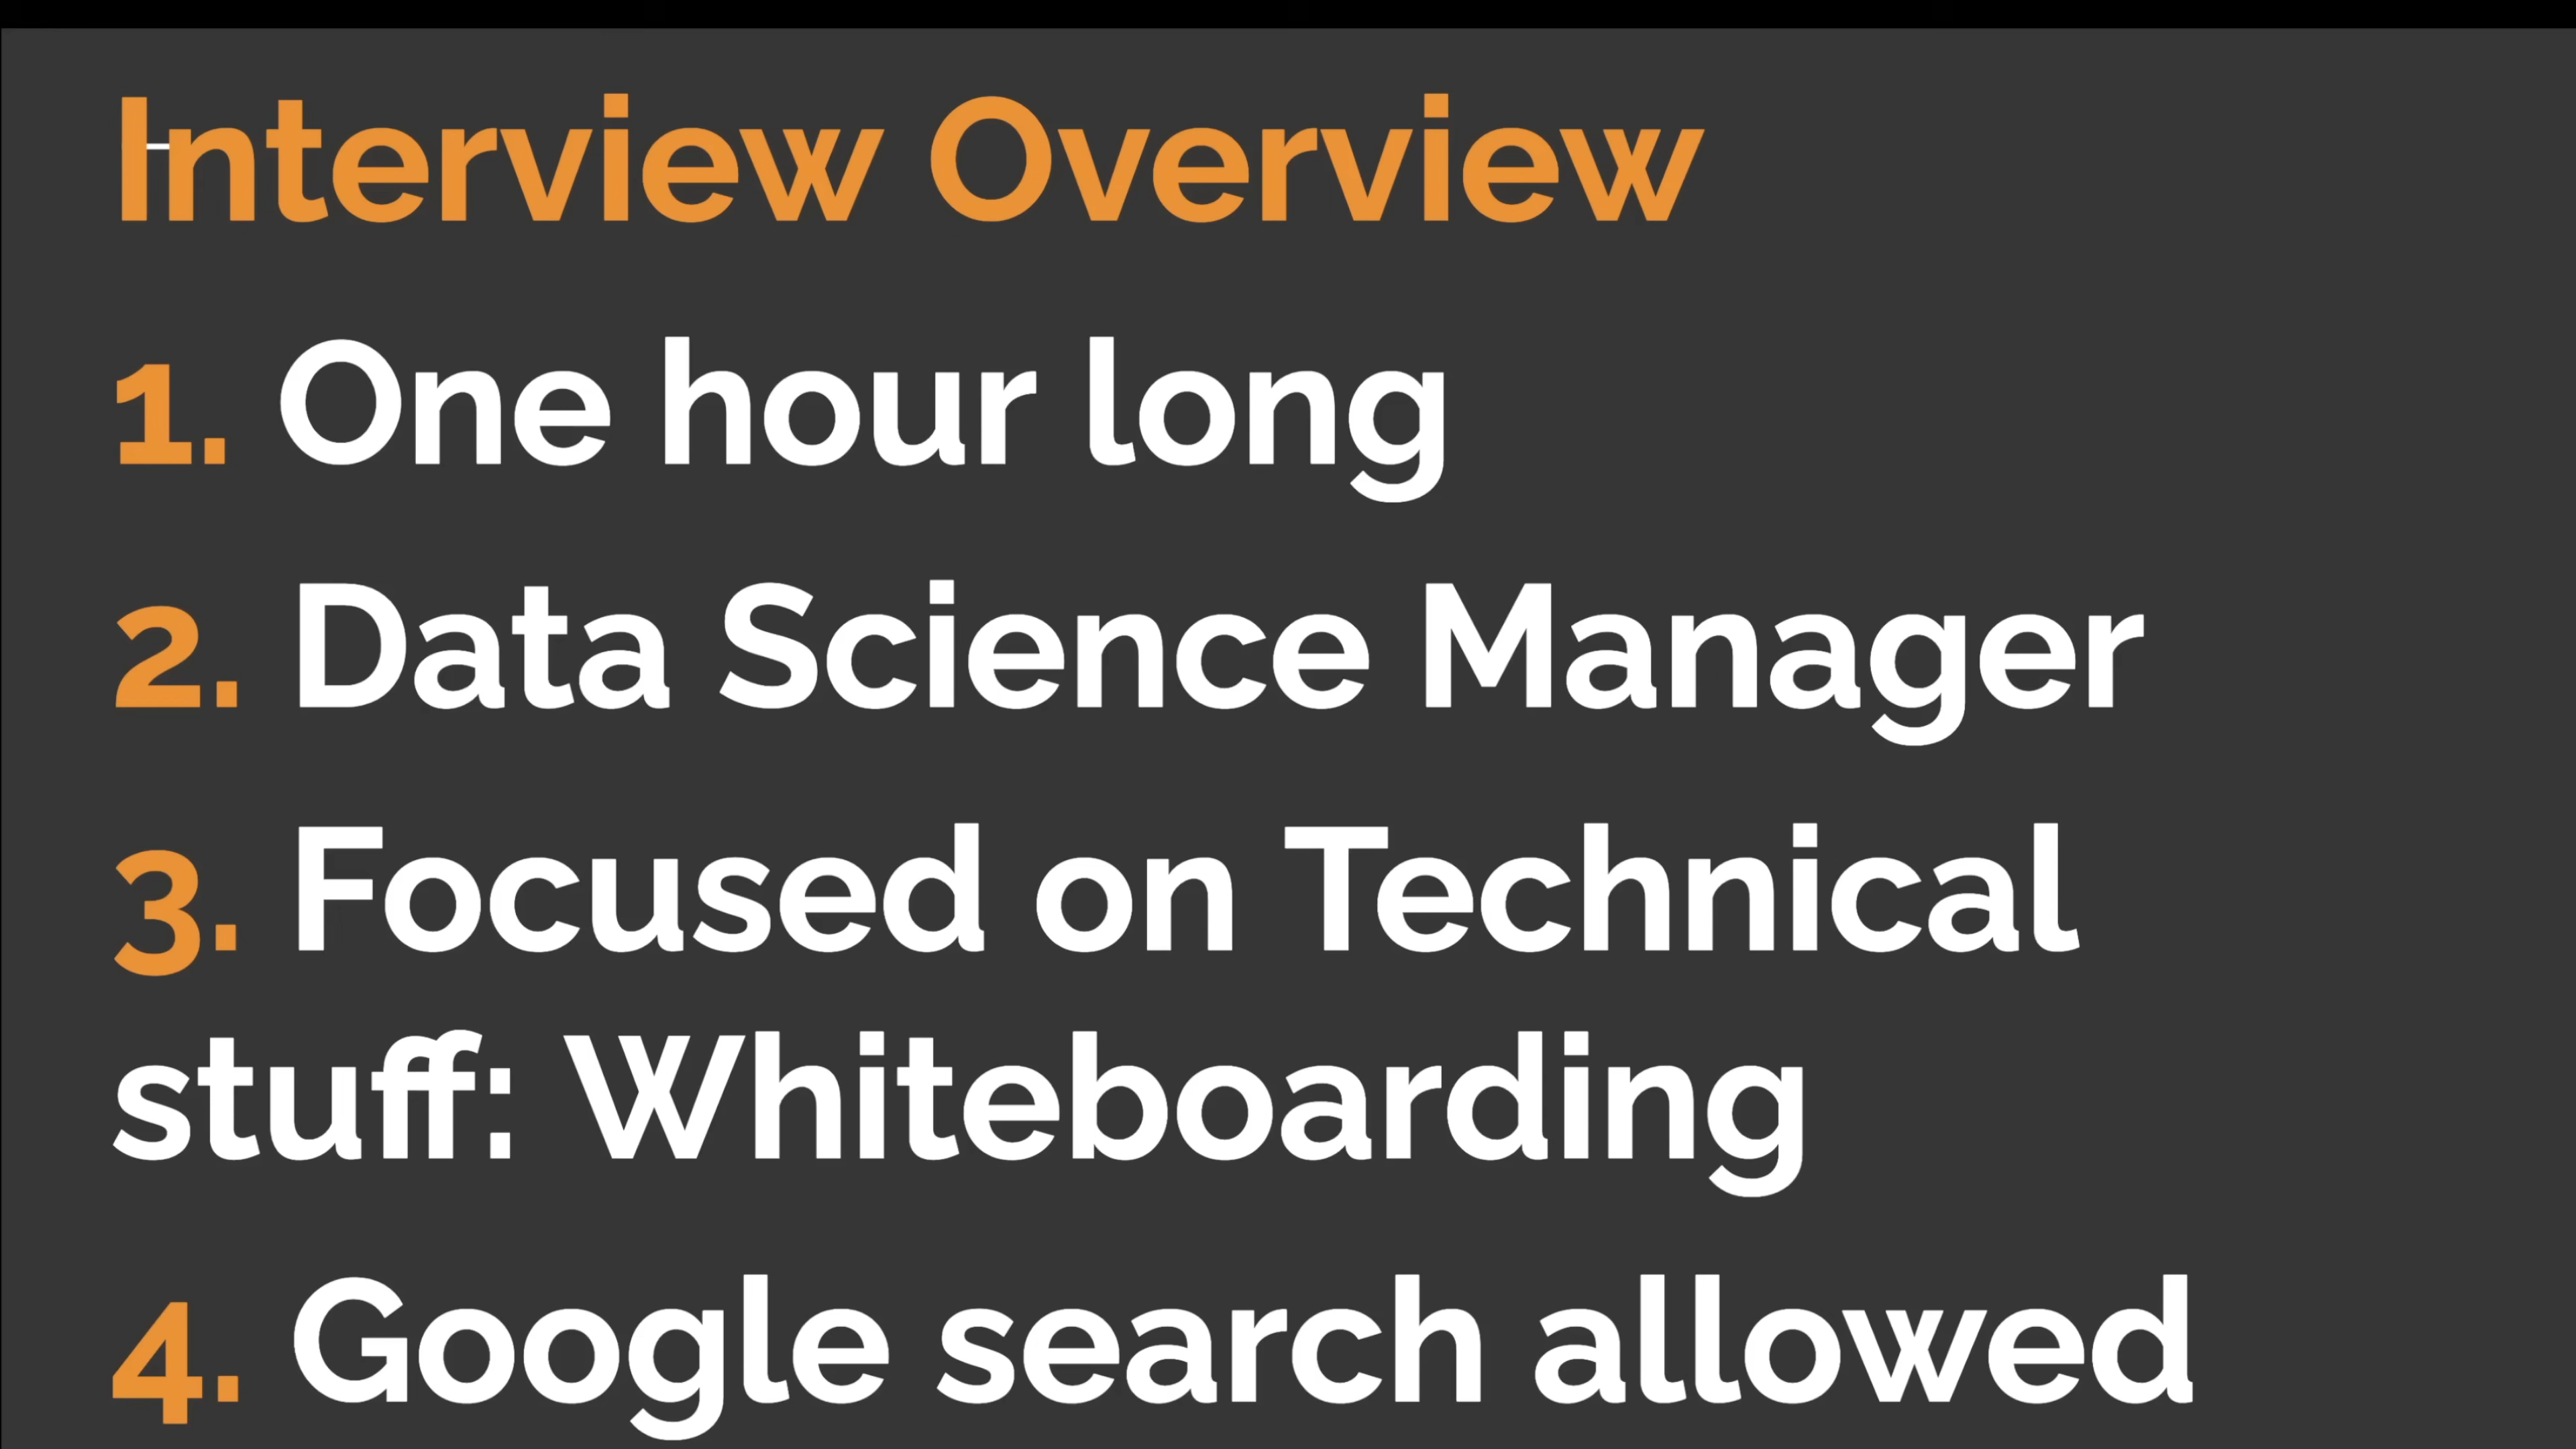 Interview Overview
1. One hour long
2. Data Science Manager
3. Focused on Technical
stuff: Whiteboarding
4. Google search allowed